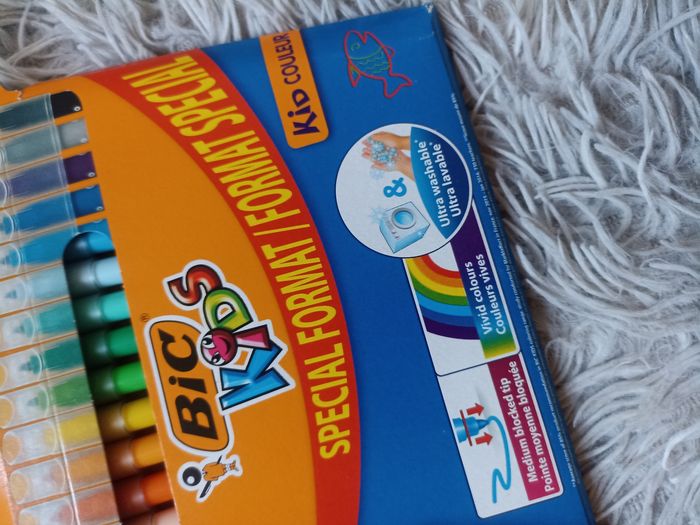 KiD COULEUR
SPECIAL FORMAT / FORMAT SPECIAL
BiC®
KiDS
&
Ultra washable*
Ultra lavable*
Vivid colours
Couleurs vives
Medium blocked tip
Pointe moyenne bloquée